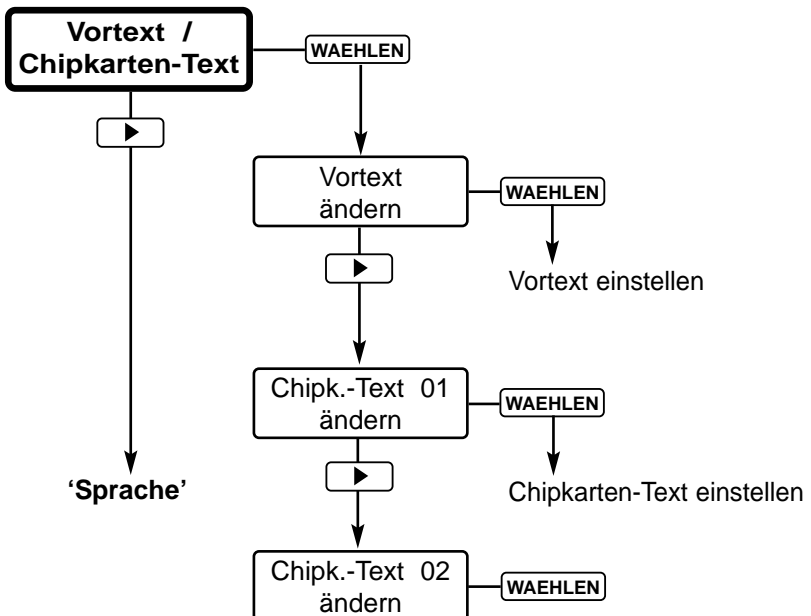 Vortext /
Chipkarten-Text
WAEHLEN
Vortext
ändern
WAEHLEN
Vortext einstellen
Chipk.-Text 01
ändern
WAEHLEN
Chipkarten-Text einstellen
‘Sprache’
Chipk.-Text 02
ändern
WAEHLEN